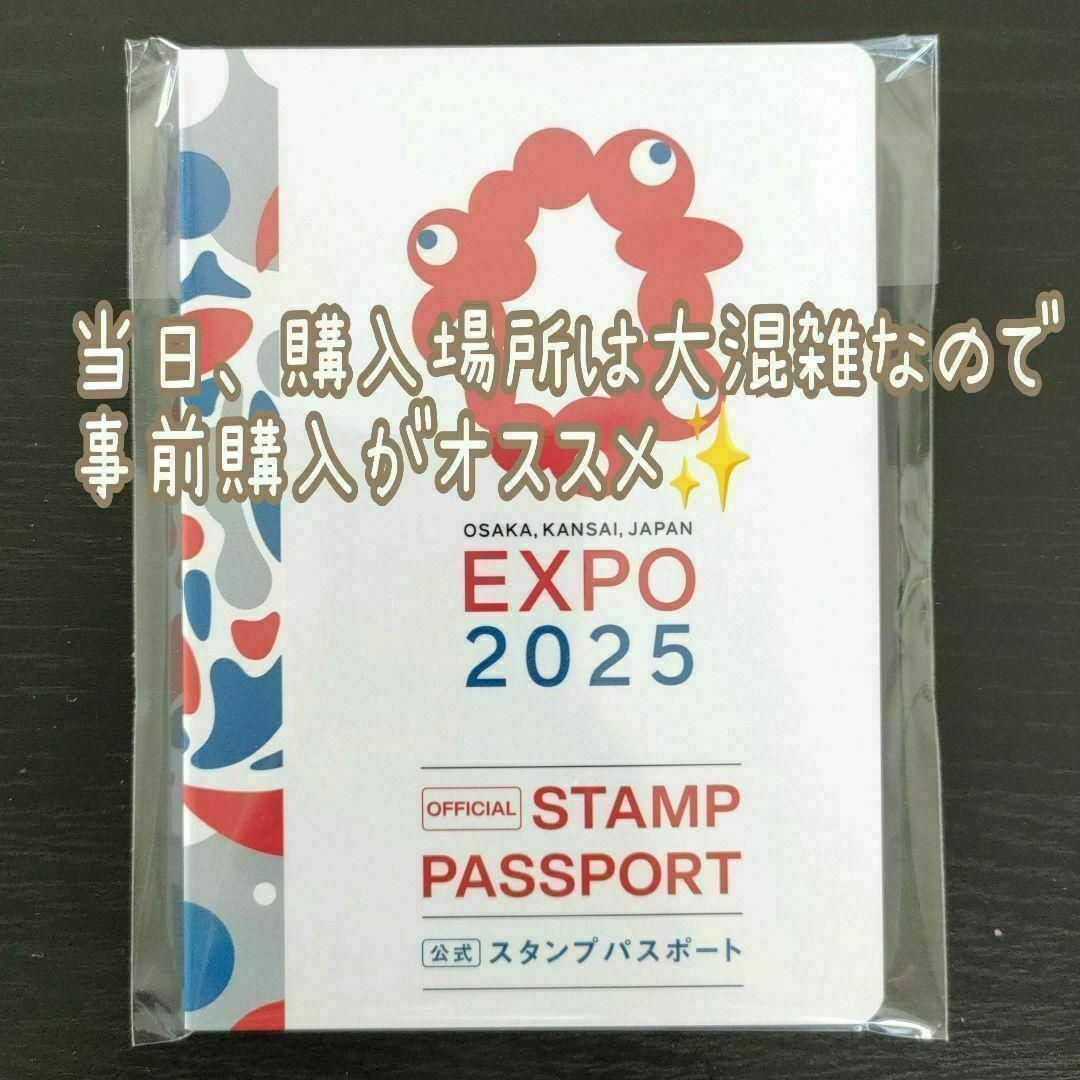 当日、購入場所は大混雑なので
事前購入がオススメ✨
OSAKA, KANSAI, JAPAN
EXPO
2025
OFFICIAL STAMP
PASSPORT
公式 スタンプパスポート